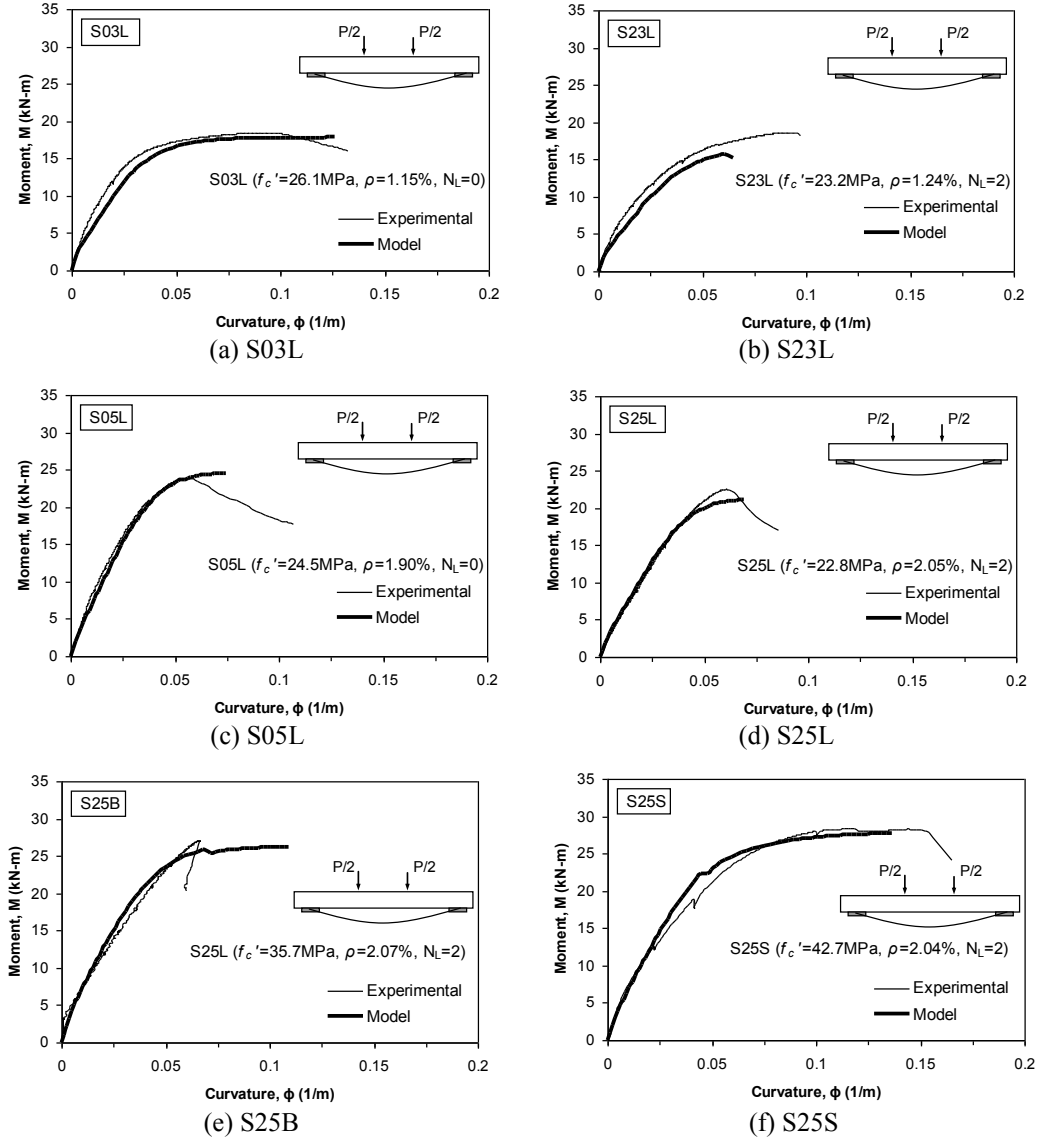 S03L
P/2 P/2
35
30
25
20
15
10
5
0
Moment, M (kN-m)
S03L (fc′=26.1MPa, ρ=1.15%, NL=0)
Experimental
Model
0 0.05 0.1 0.15 0.2
Curvature, ϕ (1/m)
(a) S03L
S23L
P/2 P/2
35
30
25
20
15
10
5
0
Moment, M (kN-m)
S23L (fc′=23.2MPa, ρ=1.24%, NL=2)
Experimental
Model
0 0.05 0.1 0.15 0.2
Curvature, ϕ (1/m)
(b) S23L
S05L
P/2 P/2
35
30
25
20
15
10
5
0
Moment, M (kN-m)
S05L (fc′=24.5MPa, ρ=1.90%, NL=0)
Experimental
Model
0 0.05 0.1 0.15 0.2
Curvature, ϕ (1/m)
(c) S05L
S25L
P/2 P/2
35
30
25
20
15
10
5
0
Moment, M (kN-m)
S25L (fc′=22.8MPa, ρ=2.05%, NL=2)
Experimental
Model
0 0.05 0.1 0.15 0.2
Curvature, ϕ (1/m)
(d) S25L
S25B
P/2 P/2
35
30
25
20
15
10
5
0
Moment, M (kN-m)
S25L (fc′=35.7MPa, ρ=2.07%, NL=2)
Experimental
Model
0 0.05 0.1 0.15 0.2
Curvature, ϕ (1/m)
(e) S25B
S25S
P/2 P/2
35
30
25
20
15
10
5
0
Moment, M (kN-m)
S25S (fc′=42.7MPa, ρ=2.04%, NL=2)
Experimental
Model
0 0.05 0.1 0.15 0.2
Curvature, ϕ (1/m)
(f) S25S